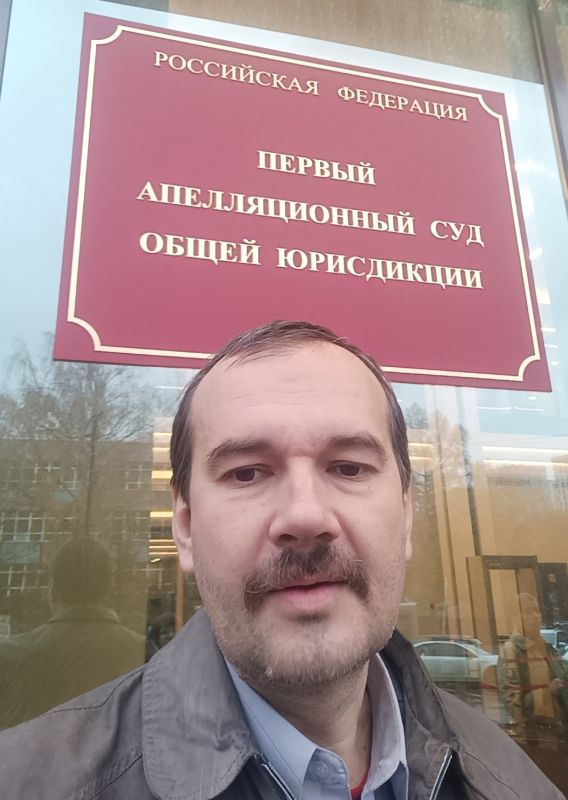 РОССИЙСКАЯ ФЕДЕРАЦИЯ
ПЕРВЫЙ
АПЕЛЛЯЦИОННЫЙ СУД
ОБЩЕЙ ЮРИСДИКЦИИ